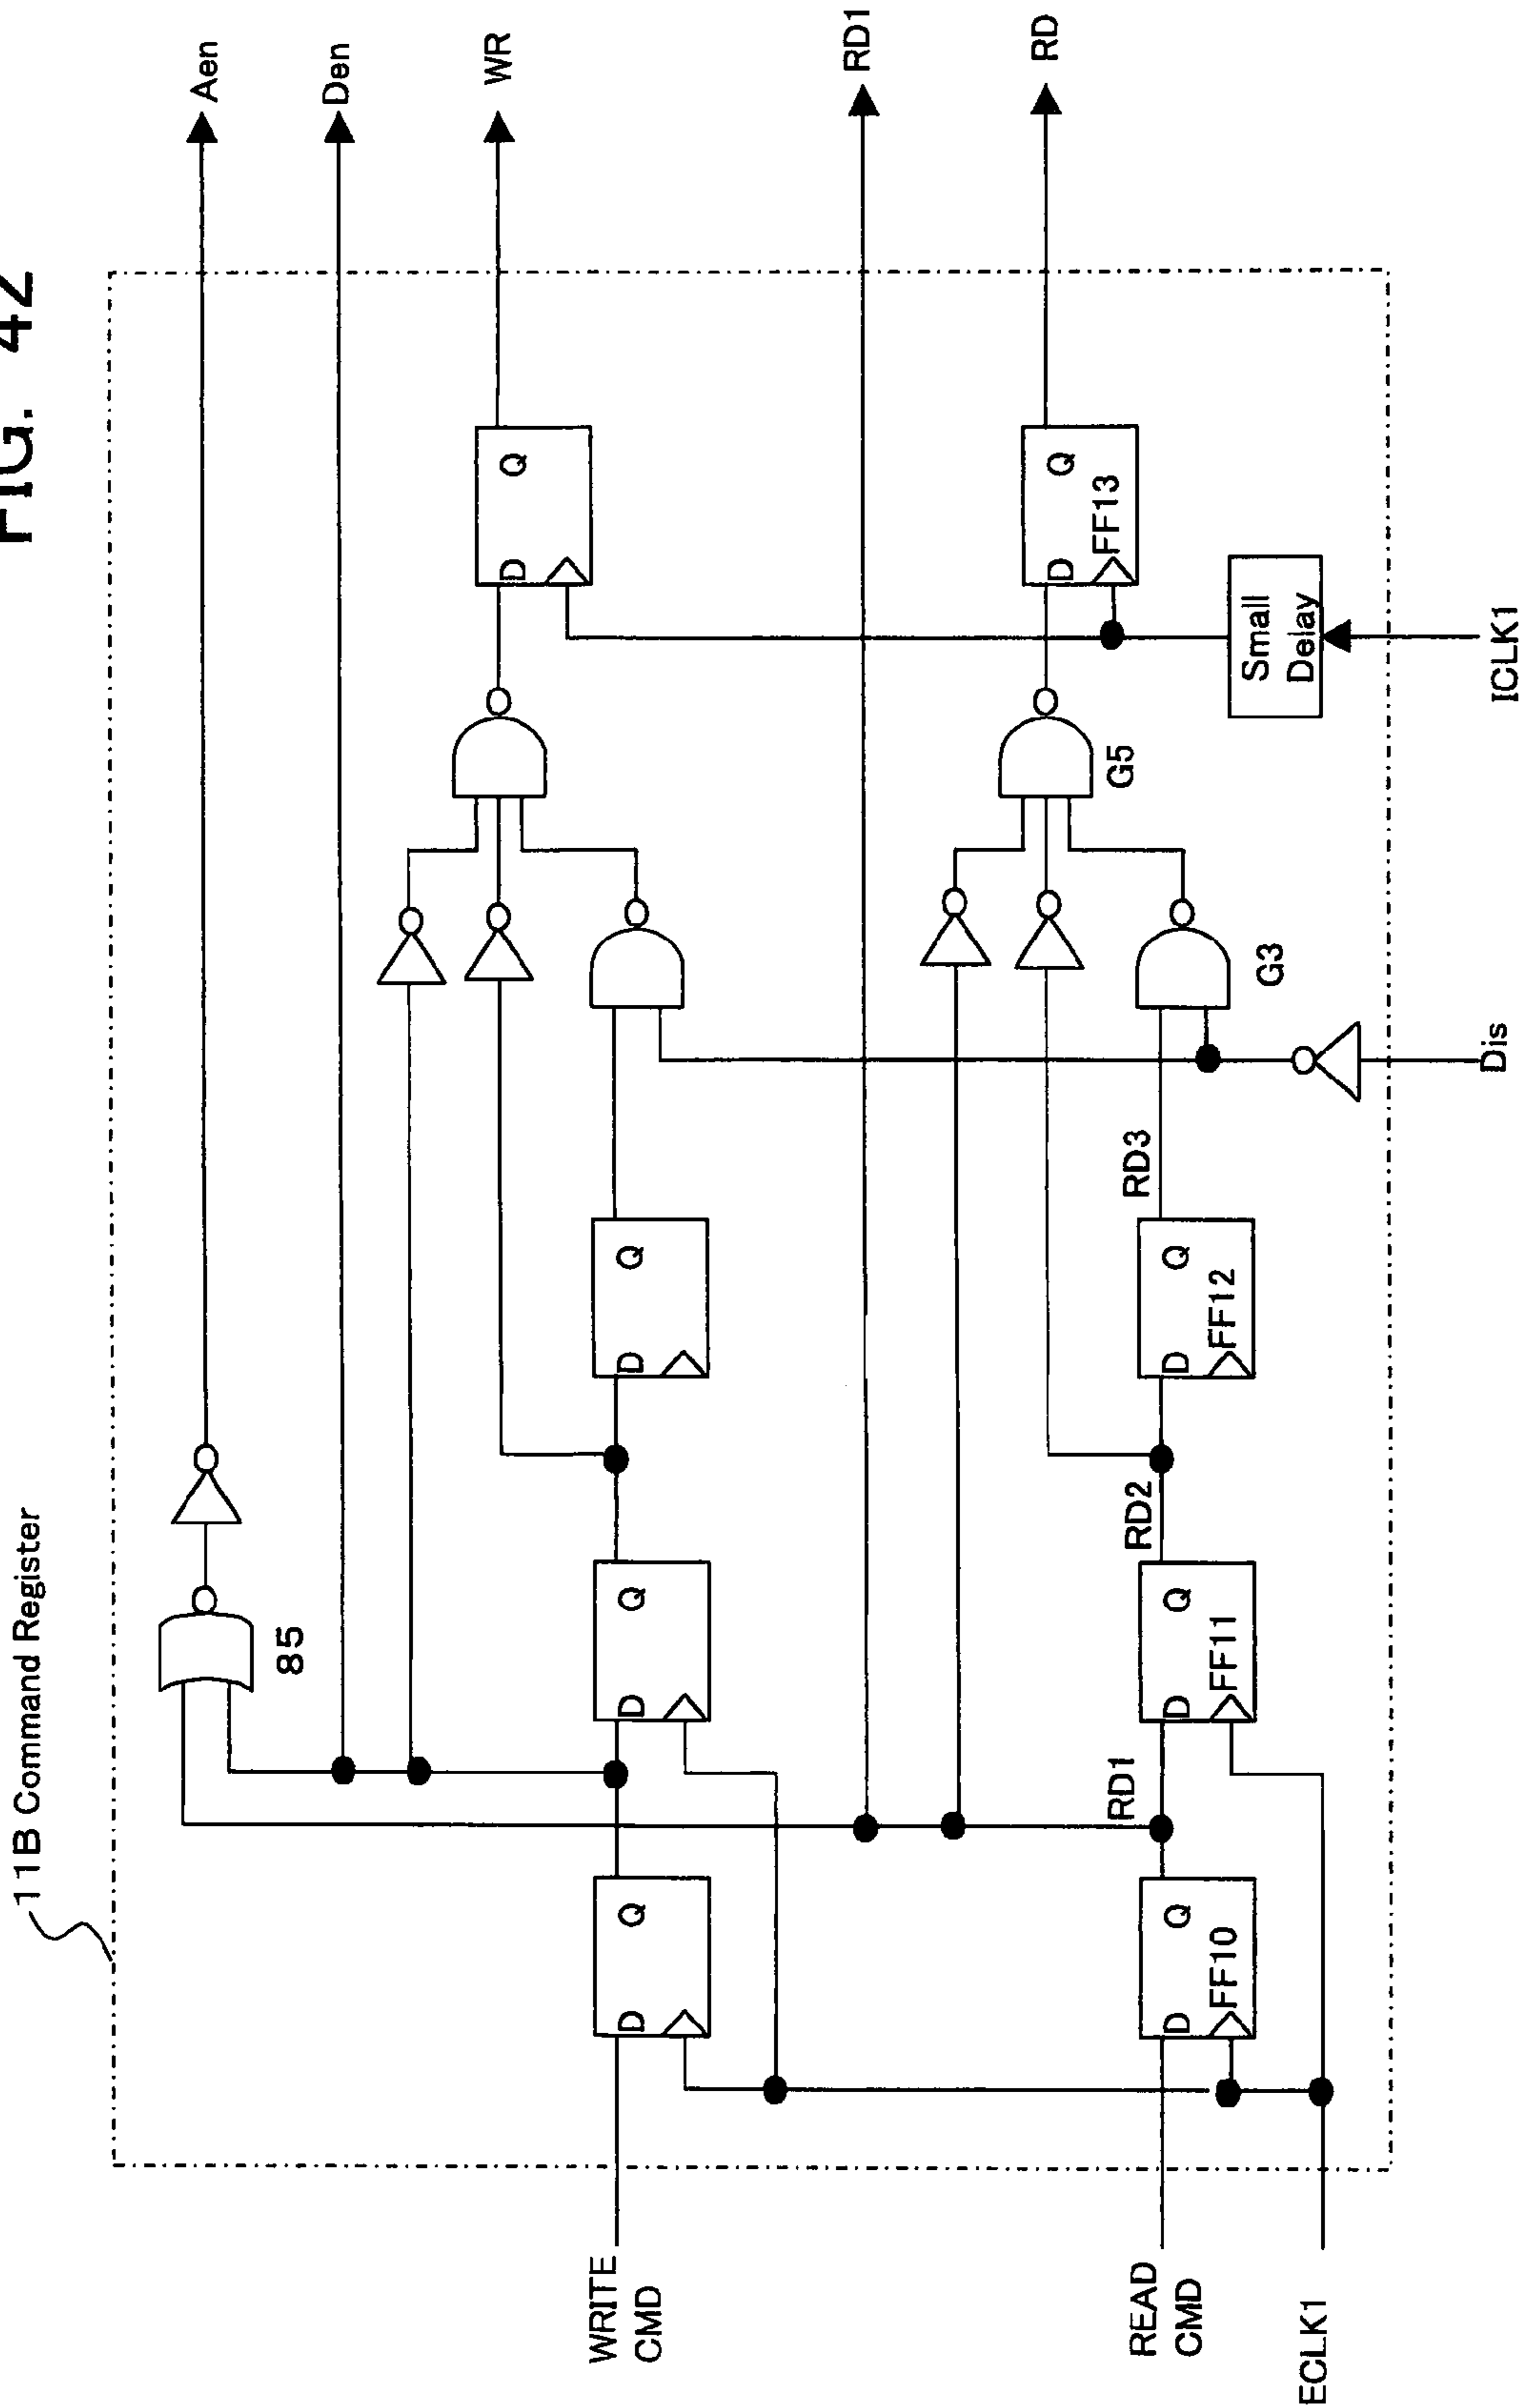 FIG. 42
11B Command Register
Aen
Den
WR
RD1
RD
85
D
Q
D
Q
D
Q
D
Q
WRITE
CMD
RD1
RD2
RD3
D
Q
FF10
D
Q
FF11
D
Q
FF12
G3
G5
D
Q
FF13
READ
CMD
ECLK1
Dis
Small
Delay
ICLK1